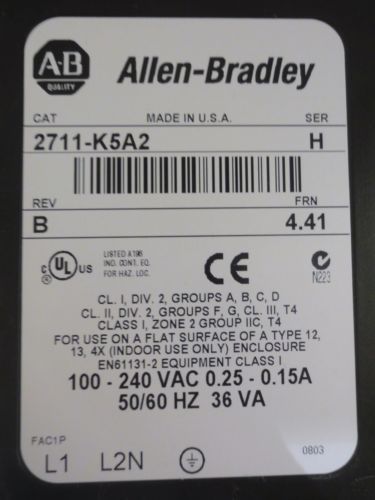 A-B
QUALITY
Allen-Bradley
CAT MADE IN U.S.A. SER
2711-K5A2 H
REV FRN
B 4.41
C UL US
LISTED A196
IND. CONT. EQ.
FOR HAZ. LOC.
CE
N223
CL. I, DIV. 2, GROUPS A, B, C, D
CL. II, DIV. 2, GROUPS F, G, CL. III, T4
CLASS I, ZONE 2 GROUP IIC, T4
FOR USE ON A FLAT SURFACE OF A TYPE 12,
13, 4X (INDOOR USE ONLY) ENCLOSURE
EN61131-2 EQUIPMENT CLASS I
100 - 240 VAC 0.25 - 0.15A
50/60 HZ 36 VA
FAC1P 0803
L1 L2N